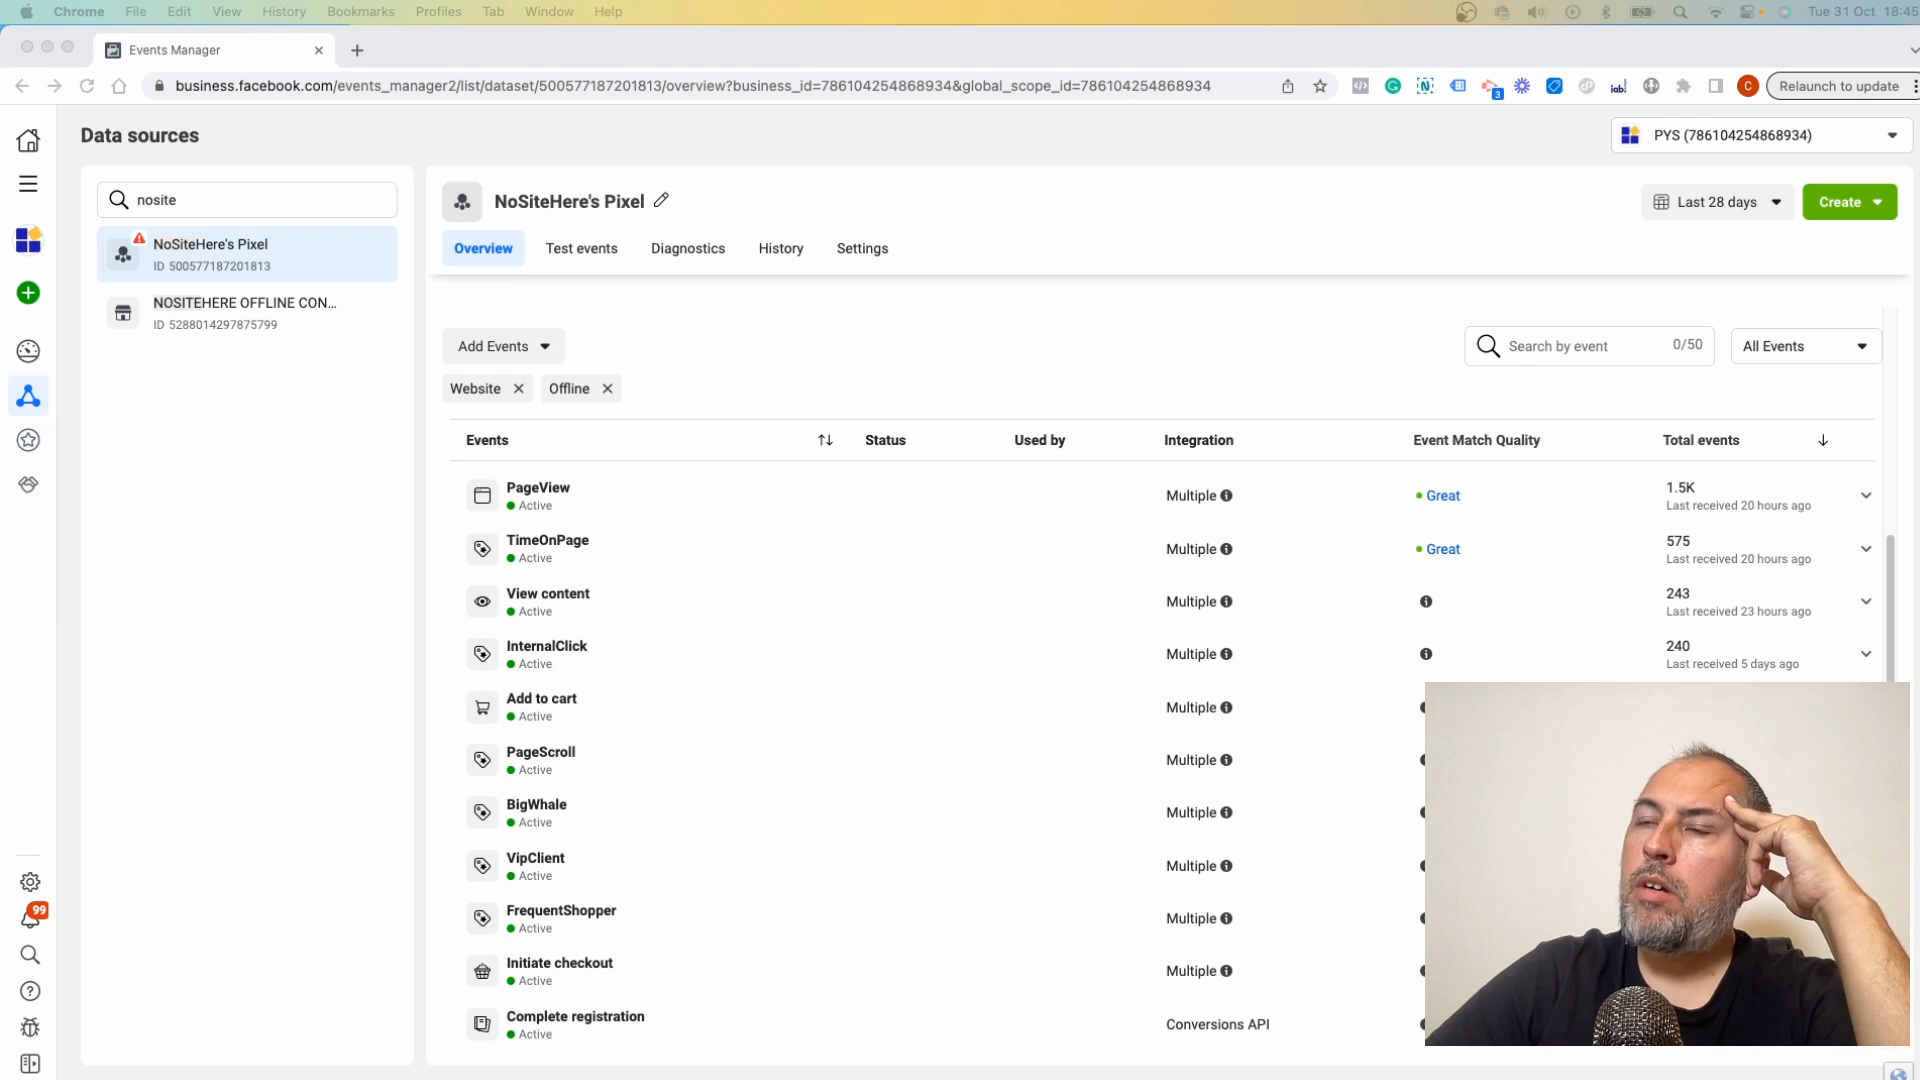 Chrome File Edit View History Bookmarks Profiles Tab Window Help
Tue 31 Oct 18:45
Events Manager
business.facebook.com/events_manager2/list/dataset/500577187201813/overview?business_id=786104254868934&global_scope_id=786104254868934
3
iab!
C
Relaunch to update
Data sources
PYS (786104254868934)
nosite
NoSiteHere's Pixel
ID 500577187201813
NOSITEHERE OFFLINE CON...
ID 5288014297875799
NoSiteHere's Pixel
Last 28 days
Create
Overview Test events Diagnostics History Settings
Add Events
Search by event 0/50
All Events
Website
Offline
Events Status Used by Integration Event Match Quality Total events
PageView
Active
Multiple
Great
1.5K
Last received 20 hours ago
TimeOnPage
Active
Multiple
Great
575
Last received 20 hours ago
View content
Active
Multiple
243
Last received 23 hours ago
InternalClick
Active
Multiple
240
Last received 5 days ago
Add to cart
Active
Multiple
PageScroll
Active
Multiple
BigWhale
Active
Multiple
VipClient
Active
Multiple
FrequentShopper
Active
Multiple
Initiate checkout
Active
Multiple
Complete registration
Active
Conversions API
99